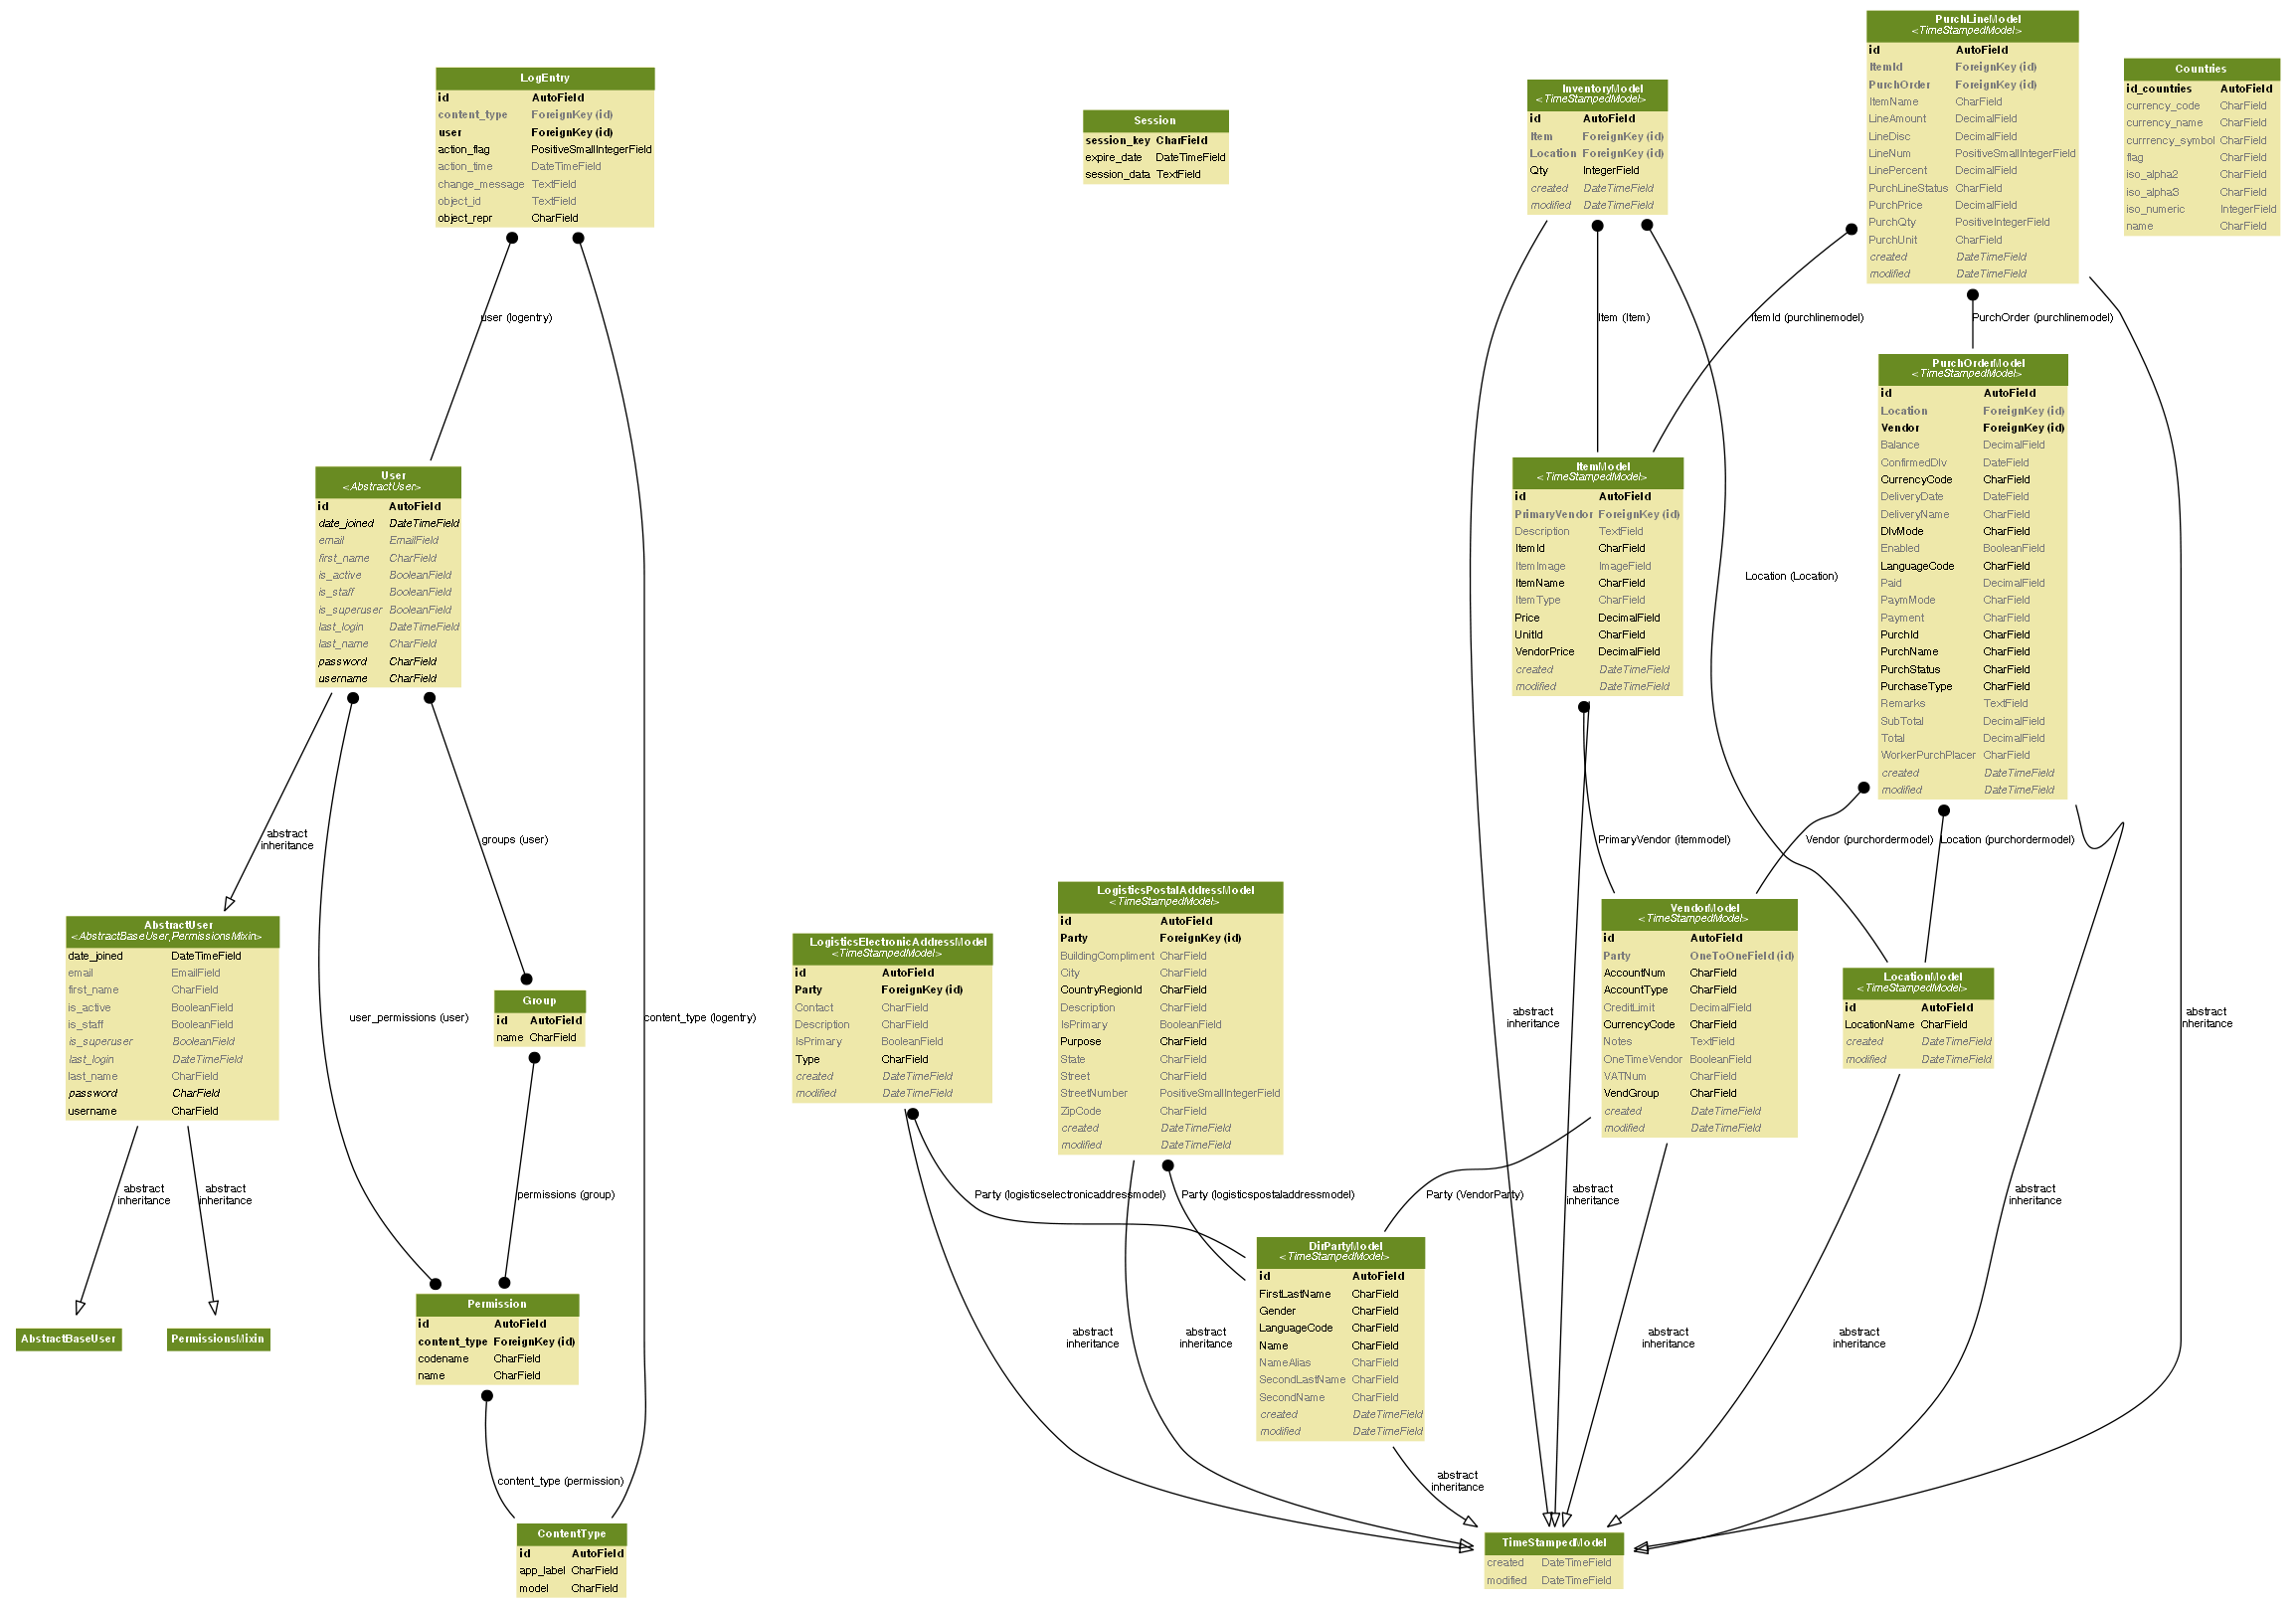 PurchLineModel
<TimeStampedModel>
id AutoField
ItemId ForeignKey (id)
PurchOrder ForeignKey (id)
ItemName CharField
LineAmount DecimalField
LineDisc DecimalField
LineNum PositiveSmallIntegerField
LinePercent DecimalField
PurchLineStatus CharField
PurchPrice DecimalField
PurchQty PositiveIntegerField
PurchUnit CharField
created DateTimeField
modified DateTimeField
Countries
id_countries AutoField
currency_code CharField
currency_name CharField
currrency_symbol CharField
flag CharField
iso_alpha2 CharField
iso_alpha3 CharField
iso_numeric IntegerField
name CharField
LogEntry
id AutoField
content_type ForeignKey (id)
user ForeignKey (id)
action_flag PositiveSmallIntegerField
action_time DateTimeField
change_message TextField
object_id TextField
object_repr CharField
Session
session_key CharField
expire_date DateTimeField
session_data TextField
InventoryModel
<TimeStampedModel>
id AutoField
Item ForeignKey (id)
Location ForeignKey (id)
Qty IntegerField
created DateTimeField
modified DateTimeField
user (logentry)
Item (Item)
ItemId (purchlinemodel)
PurchOrder (purchlinemodel)
PurchOrderModel
<TimeStampedModel>
id AutoField
Location ForeignKey (id)
Vendor ForeignKey (id)
Balance DecimalField
ConfirmedDlv DateField
CurrencyCode CharField
DeliveryDate DateField
DeliveryName CharField
DlvMode CharField
Enabled BooleanField
LanguageCode CharField
Paid DecimalField
PaymMode CharField
Payment CharField
PurchId CharField
PurchName CharField
PurchStatus CharField
PurchaseType CharField
Remarks TextField
SubTotal DecimalField
Total DecimalField
WorkerPurchPlacer CharField
created DateTimeField
modified DateTimeField
User
<AbstractUser>
id AutoField
date_joined DateTimeField
email EmailField
first_name CharField
is_active BooleanField
is_staff BooleanField
is_superuser BooleanField
last_login DateTimeField
last_name CharField
password CharField
username CharField
ItemModel
<TimeStampedModel>
id AutoField
PrimaryVendor ForeignKey (id)
Description TextField
ItemId CharField
ItemImage ImageField
ItemName CharField
ItemType CharField
Price DecimalField
UnitId CharField
VendorPrice DecimalField
created DateTimeField
modified DateTimeField
Location (Location)
abstract
inheritance
groups (user)
PrimaryVendor (itemmodel)
Vendor (purchordermodel)
Location (purchordermodel)
AbstractUser
<AbstractBaseUser,PermissionsMixin>
date_joined DateTimeField
email EmailField
first_name CharField
is_active BooleanField
is_staff BooleanField
is_superuser BooleanField
last_login DateTimeField
last_name CharField
password CharField
username CharField
user_permissions (user)
Group
id AutoField
name CharField
content_type (logentry)
LogisticsElectronicAddressModel
<TimeStampedModel>
id AutoField
Party ForeignKey (id)
Contact CharField
Description CharField
IsPrimary BooleanField
Type CharField
created DateTimeField
modified DateTimeField
LogisticsPostalAddressModel
<TimeStampedModel>
id AutoField
Party ForeignKey (id)
BuildingCompliment CharField
City CharField
CountryRegionId CharField
Description CharField
IsPrimary BooleanField
Purpose CharField
State CharField
Street CharField
StreetNumber PositiveSmallIntegerField
ZipCode CharField
created DateTimeField
modified DateTimeField
abstract
inheritance
VendorModel
<TimeStampedModel>
id AutoField
Party OneToOneField (id)
AccountNum CharField
AccountType CharField
CreditLimit DecimalField
CurrencyCode CharField
Notes TextField
OneTimeVendor BooleanField
VATNum CharField
VendGroup CharField
created DateTimeField
modified DateTimeField
LocationModel
<TimeStampedModel>
id AutoField
LocationName CharField
created DateTimeField
modified DateTimeField
abstract
inheritance
abstract
inheritance
abstract
inheritance
permissions (group)
Party (logisticselectronicaddressmodel)
Party (logisticspostaladdressmodel)
Party (VendorParty)
abstract
inheritance
abstract
inheritance
AbstractBaseUser
PermissionsMixin
Permission
id AutoField
content_type ForeignKey (id)
codename CharField
name CharField
abstract
inheritance
abstract
inheritance
DirPartyModel
<TimeStampedModel>
id AutoField
FirstLastName CharField
Gender CharField
LanguageCode CharField
Name CharField
NameAlias CharField
SecondLastName CharField
SecondName CharField
created DateTimeField
modified DateTimeField
abstract
inheritance
abstract
inheritance
content_type (permission)
abstract
inheritance
ContentType
id AutoField
app_label CharField
model CharField
TimeStampedModel
created DateTimeField
modified DateTimeField